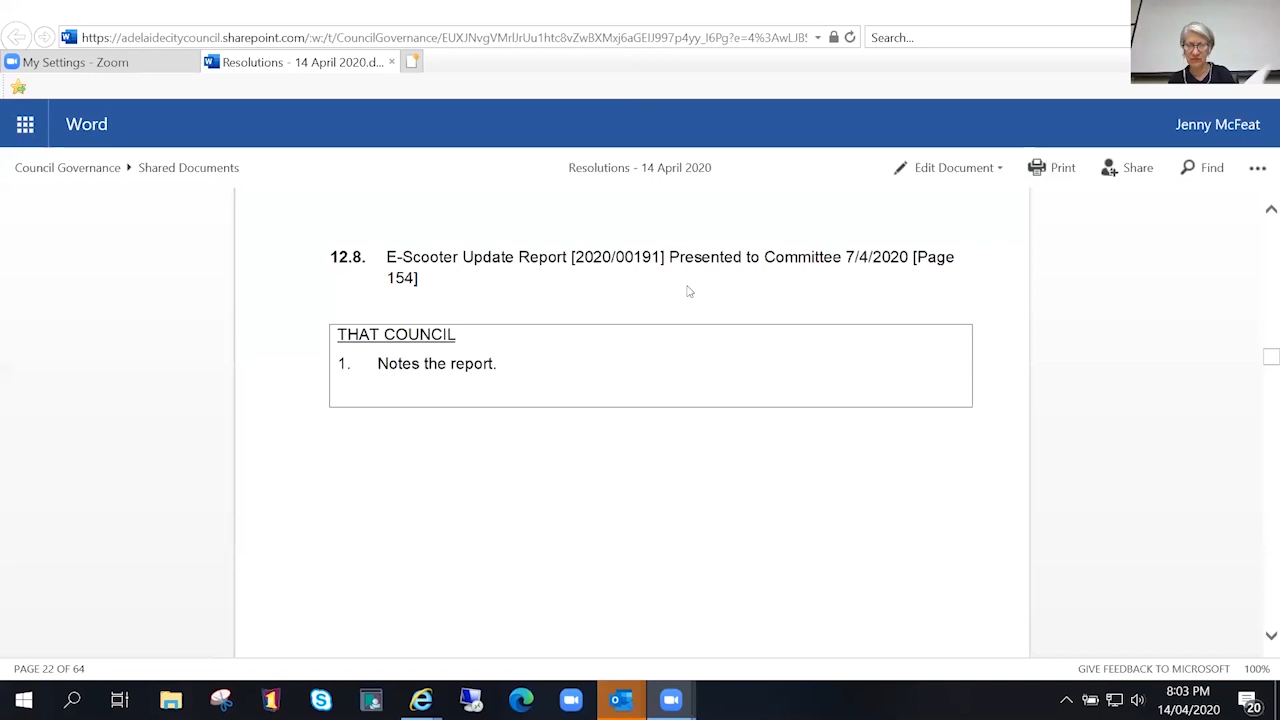 https://adelaidecitycouncil.sharepoint.com/:w:/t/CouncilGovernance/EUXJNvgVMrlJrUu1htc8vZwBXMxj6aGEIJ997p4yy_I6Pg?e=4%3AwLJB!
Search...
My Settings - Zoom
Resolutions - 14 April 2020.d...
Word
Jenny McFeat
Council Governance
Shared Documents
Resolutions - 14 April 2020
Edit Document
Print
Share
Find
12.8. E-Scooter Update Report [2020/00191] Presented to Committee 7/4/2020 [Page
154]
THAT COUNCIL
1. Notes the report.
PAGE 22 OF 64
GIVE FEEDBACK TO MICROSOFT
100%
8:03 PM
14/04/2020
20